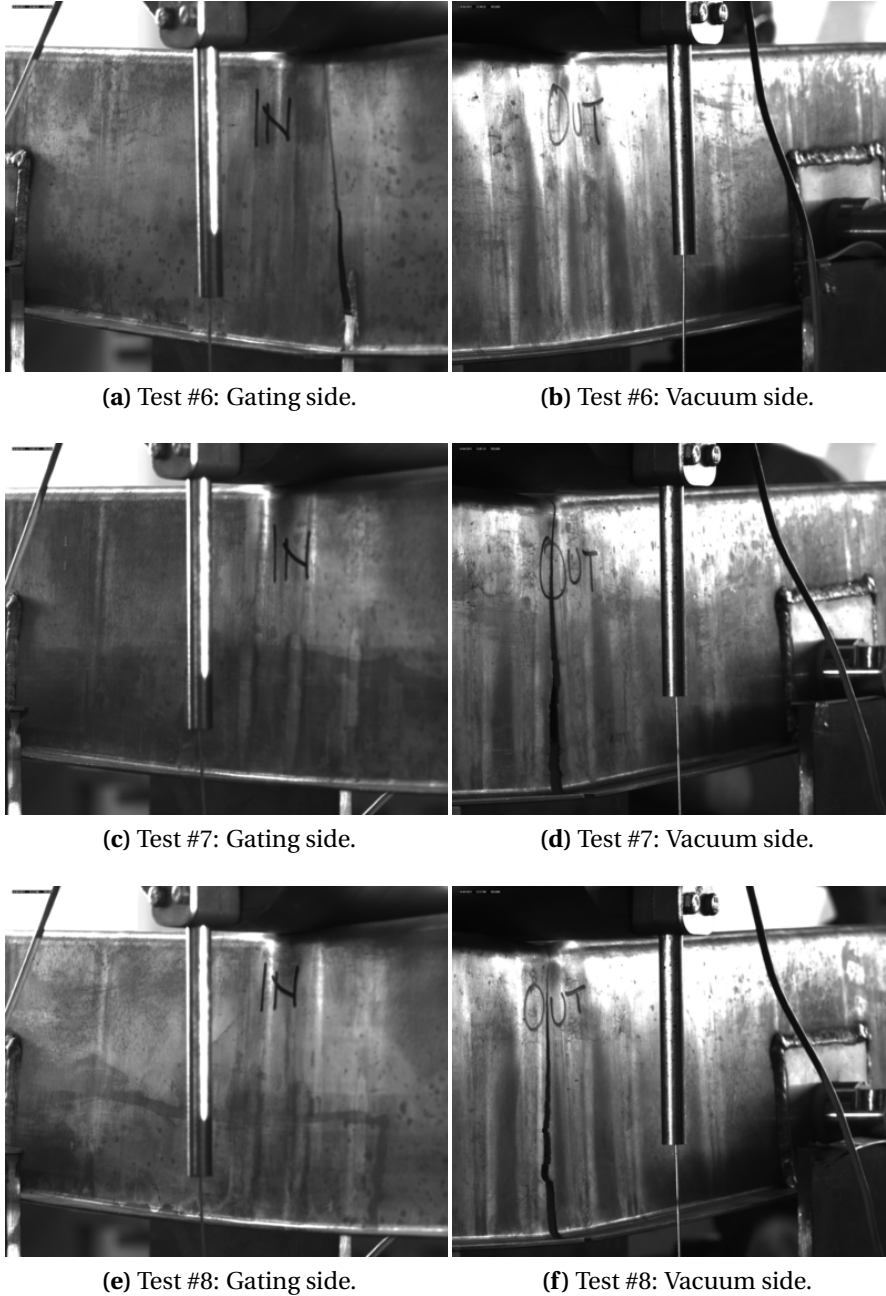 IN
OUT
(a) Test #6: Gating side.
(b) Test #6: Vacuum side.
IN
OUT
(c) Test #7: Gating side.
(d) Test #7: Vacuum side.
IN
OUT
(e) Test #8: Gating side.
(f) Test #8: Vacuum side.